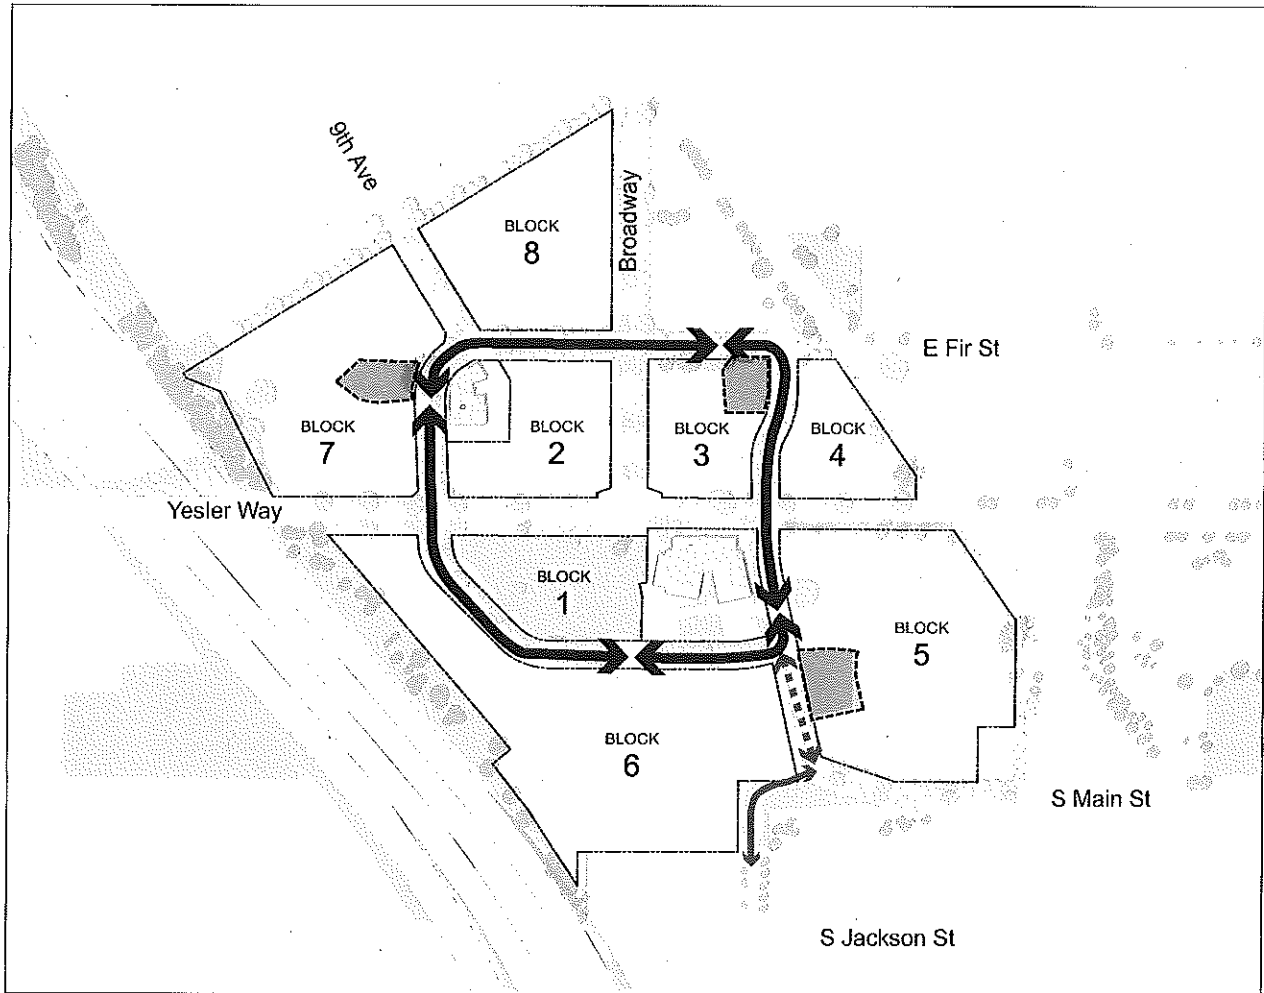 9th Ave
Broadway
BLOCK
8
E Fir St
BLOCK
7
BLOCK
2
BLOCK
3
BLOCK
4
Yesler Way
BLOCK
1
BLOCK
5
BLOCK
6
S Main St
S Jackson St